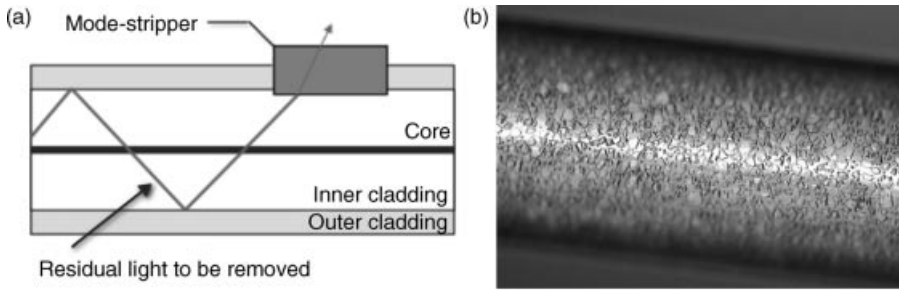 (a)
Mode-stripper
Core
Inner cladding
Outer cladding
Residual light to be removed
(b)